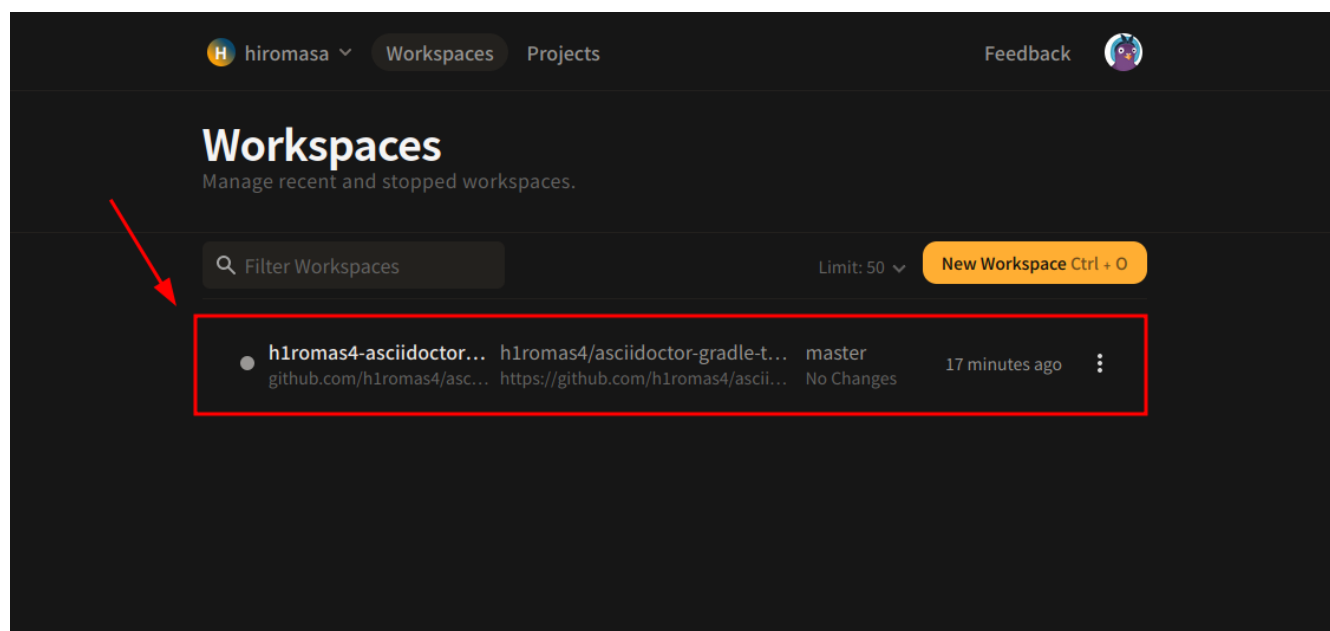 H hiromasa Workspaces Projects Feedback
Workspaces
Manage recent and stopped workspaces.
Filter Workspaces Limit: 50 New Workspace Ctrl + O
h1romas4-asciidoctor... h1romas4/asciidoctor-gradle-t... master 17 minutes ago
github.com/h1romas4/asc... https://github.com/h1romas4/ascii... No Changes